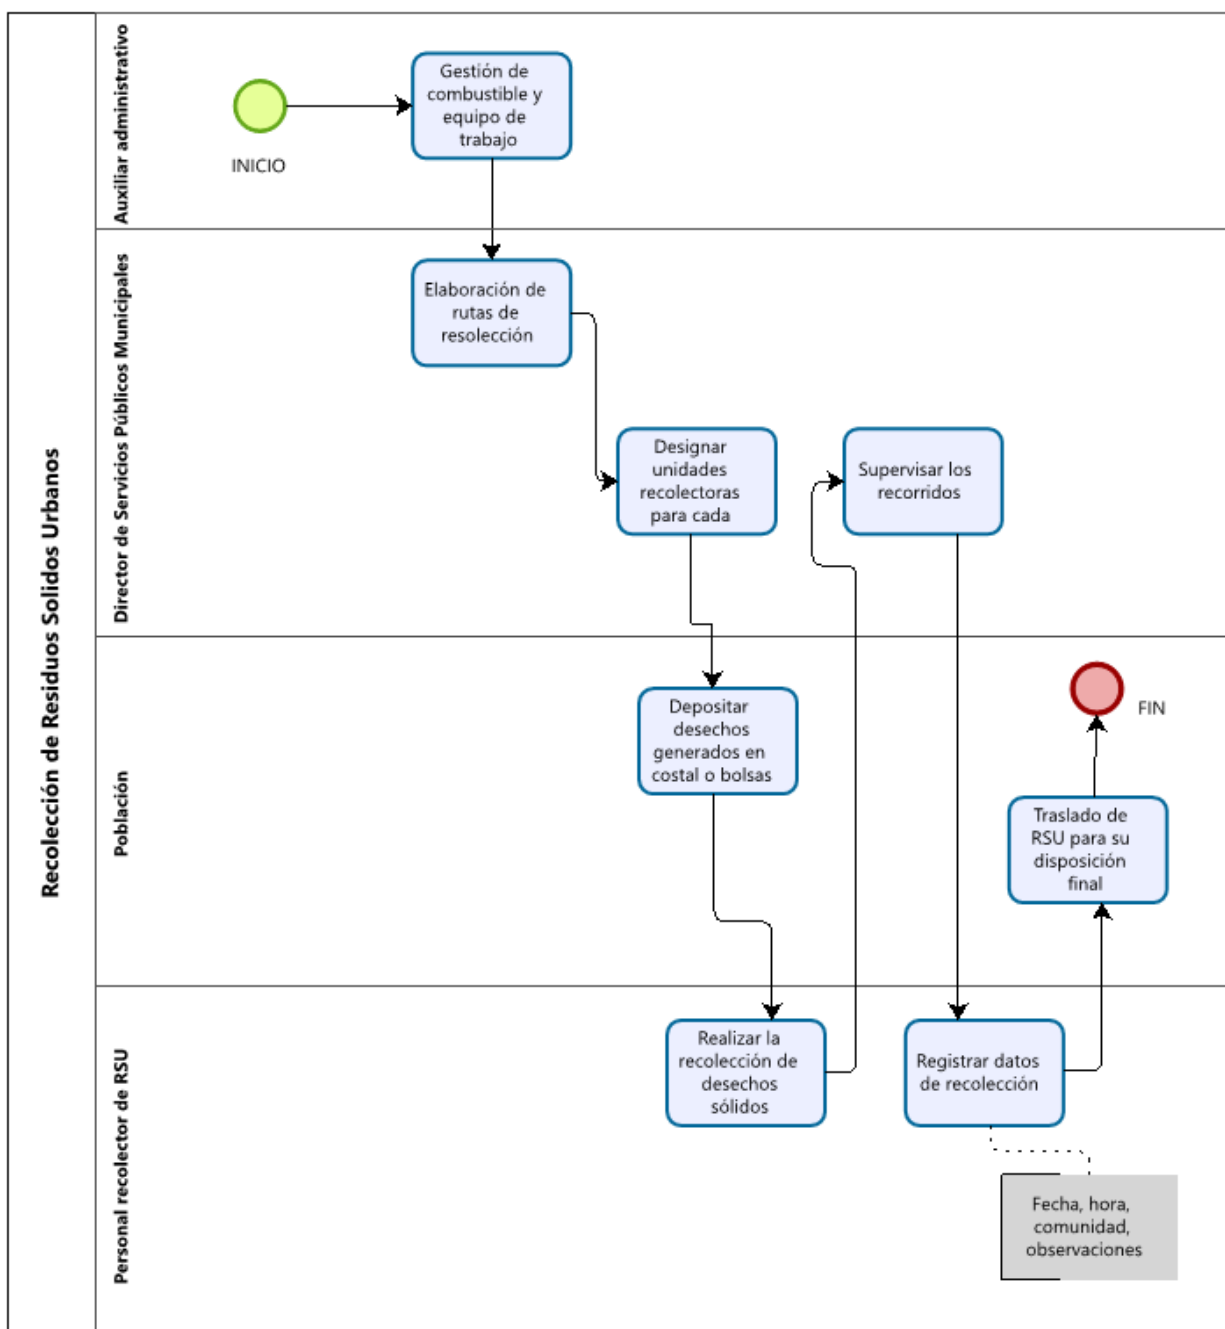 Recolección de Residuos Solidos Urbanos
Auxiliar administrativo
INICIO
Gestión de
combustible y
equipo de
trabajo
Director de Servicios Públicos Municipales
Elaboración de
rutas de
resolección
Designar
unidades
recolectoras
para cada
Supervisar los
recorridos
Población
Depositar
desechos
generados en
costal o bolsas
FIN
Traslado de
RSU para su
disposición
final
Personal recolector de RSU
Realizar la
recolección de
desechos
sólidos
Registrar datos
de recolección
Fecha, hora,
comunidad,
observaciones